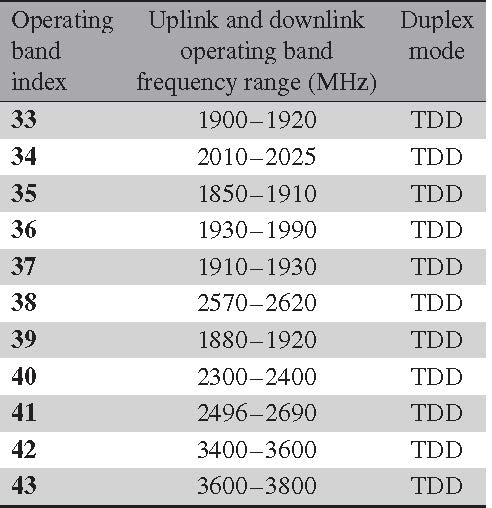 Operating Uplink and downlink Duplex
band operating band mode
index frequency range (MHz)
33 1900–1920 TDD
34 2010–2025 TDD
35 1850–1910 TDD
36 1930–1990 TDD
37 1910–1930 TDD
38 2570–2620 TDD
39 1880–1920 TDD
40 2300–2400 TDD
41 2496–2690 TDD
42 3400–3600 TDD
43 3600–3800 TDD